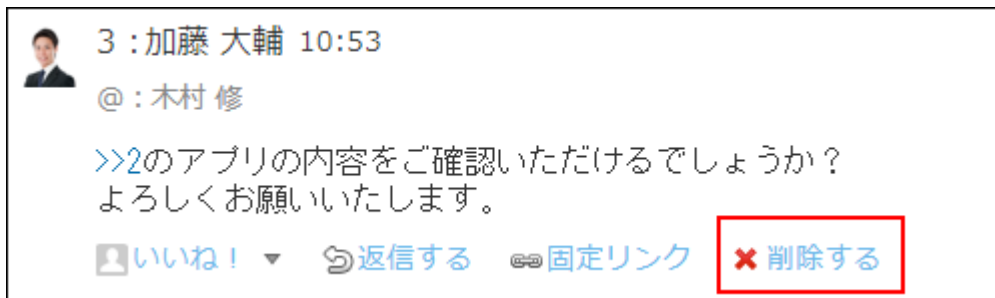 3 : 加藤 大輔 10:53
@ : 木村 修
>>2のアプリの内容をご確認いただけるでしょうか？
よろしくお願いいたします。
いいね！ ▼ 返信する 固定リンク 削除する